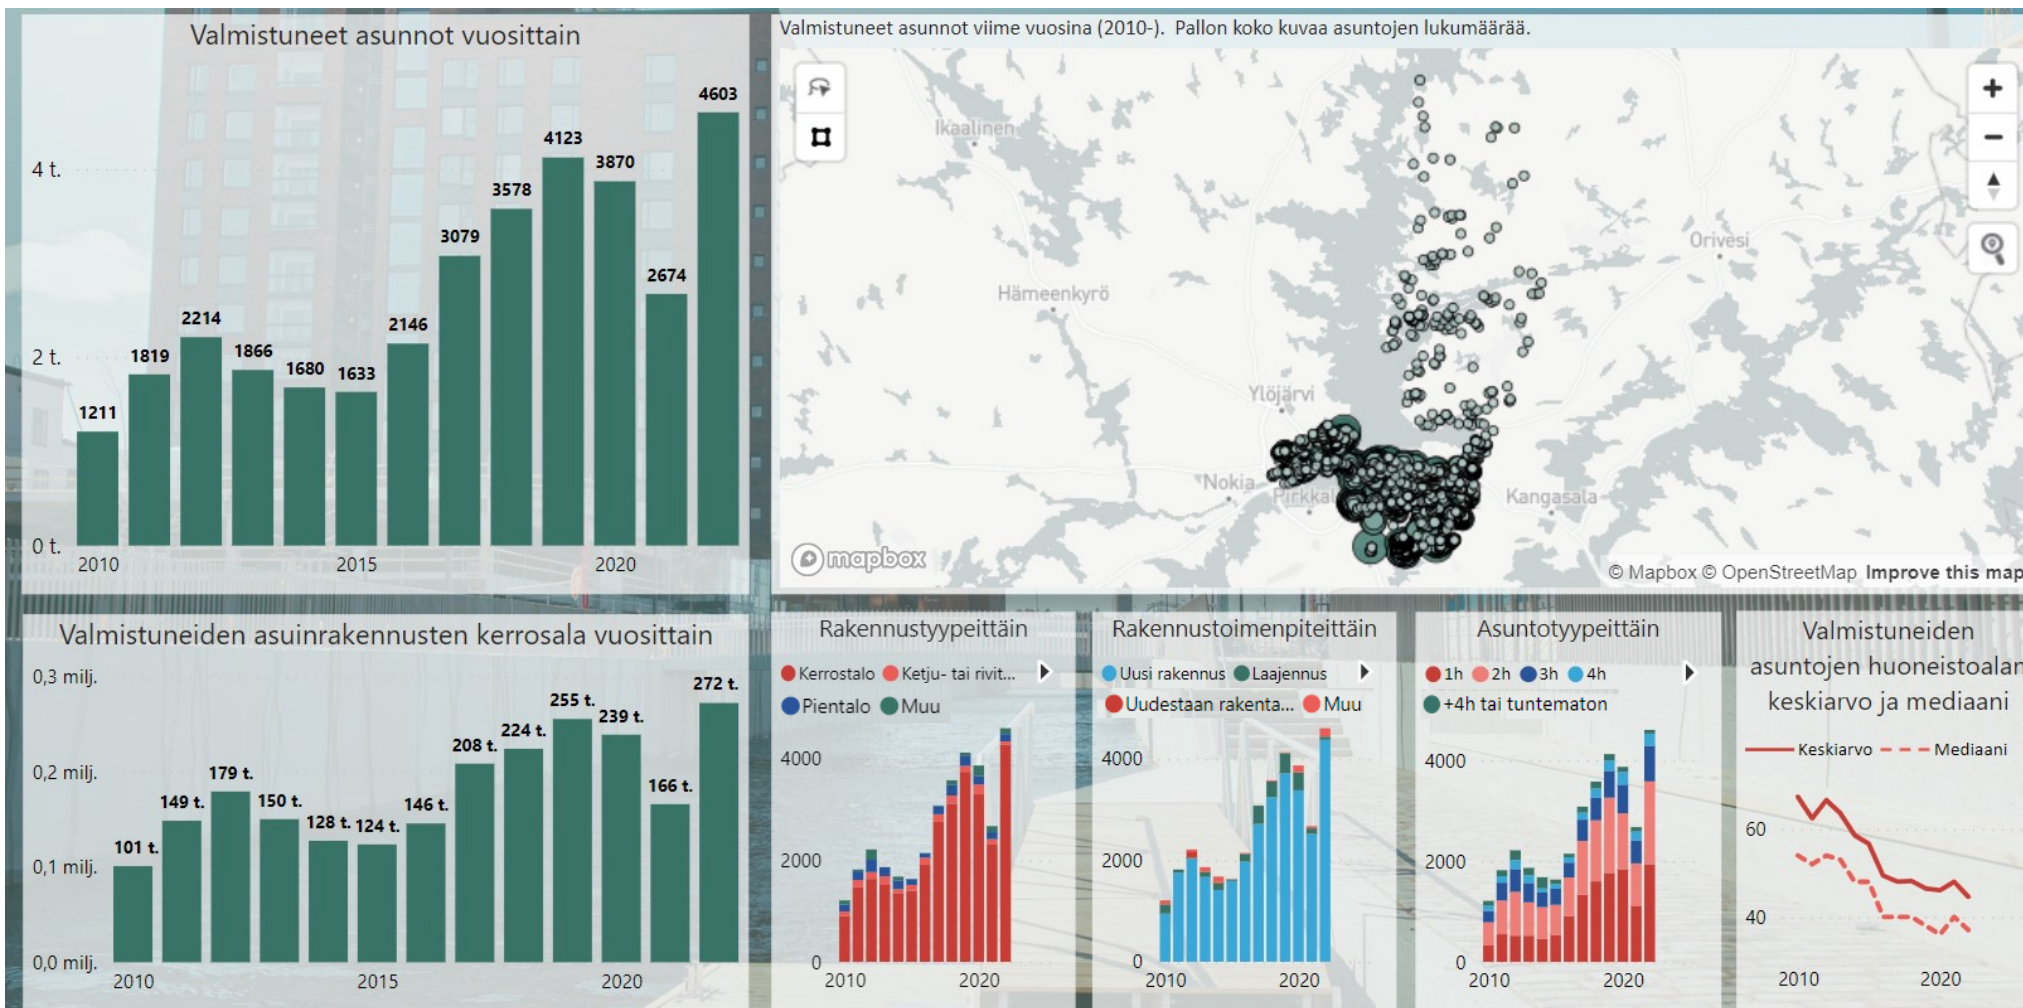 Valmistuneet asunnot vuosittain
4 t.
2 t.
0 t.
1211
1819
2214
1866
1680
1633
2146
3079
3578
4123
3870
2674
4603
2010
2015
2020
Valmistuneet asunnot viime vuosina (2010-). Pallon koko kuvaa asuntojen lukumäärää.
Ikaalinen
Orivesi
Hämeenkyrö
Ylöjärvi
Nokia
Pirkkal
Kangasala
mapbox
© Mapbox © OpenStreetMap Improve this map
Valmistuneiden asuinrakennusten kerrosala vuosittain
0,3 milj.
0,2 milj.
0,1 milj.
0,0 milj.
101 t.
149 t.
179 t.
150 t.
128 t.
124 t.
146 t.
208 t.
224 t.
255 t.
239 t.
166 t.
272 t.
2010
2015
2020
Rakennustyypeittäin
Kerrostalo Ketju- tai rivit...
Pientalo Muu
4000
2000
0
2010
2020
Rakennustoimenpiteittäin
Uusi rakennus Laajennus
Uudestaan rakenta... Muu
4000
2000
0
2010
2020
Asuntotyypeittäin
1h 2h 3h 4h
+4h tai tuntematon
4000
2000
0
2010
2020
Valmistuneiden
asuntojen huoneistoalan
keskiarvo ja mediaani
Keskiarvo Mediaani
60
40
2010
2020